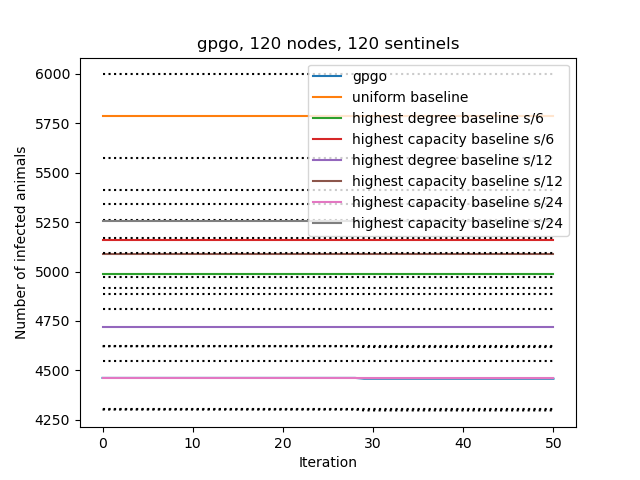 gpgo, 120 nodes, 120 sentinels
6000
5750
5500
5250
5000
4750
4500
4250
Number of infected animals
gpgo
uniform baseline
highest degree baseline s/6
highest capacity baseline s/6
highest degree baseline s/12
highest capacity baseline s/12
highest capacity baseline s/24
highest capacity baseline s/24
0 10 20 30 40 50
Iteration